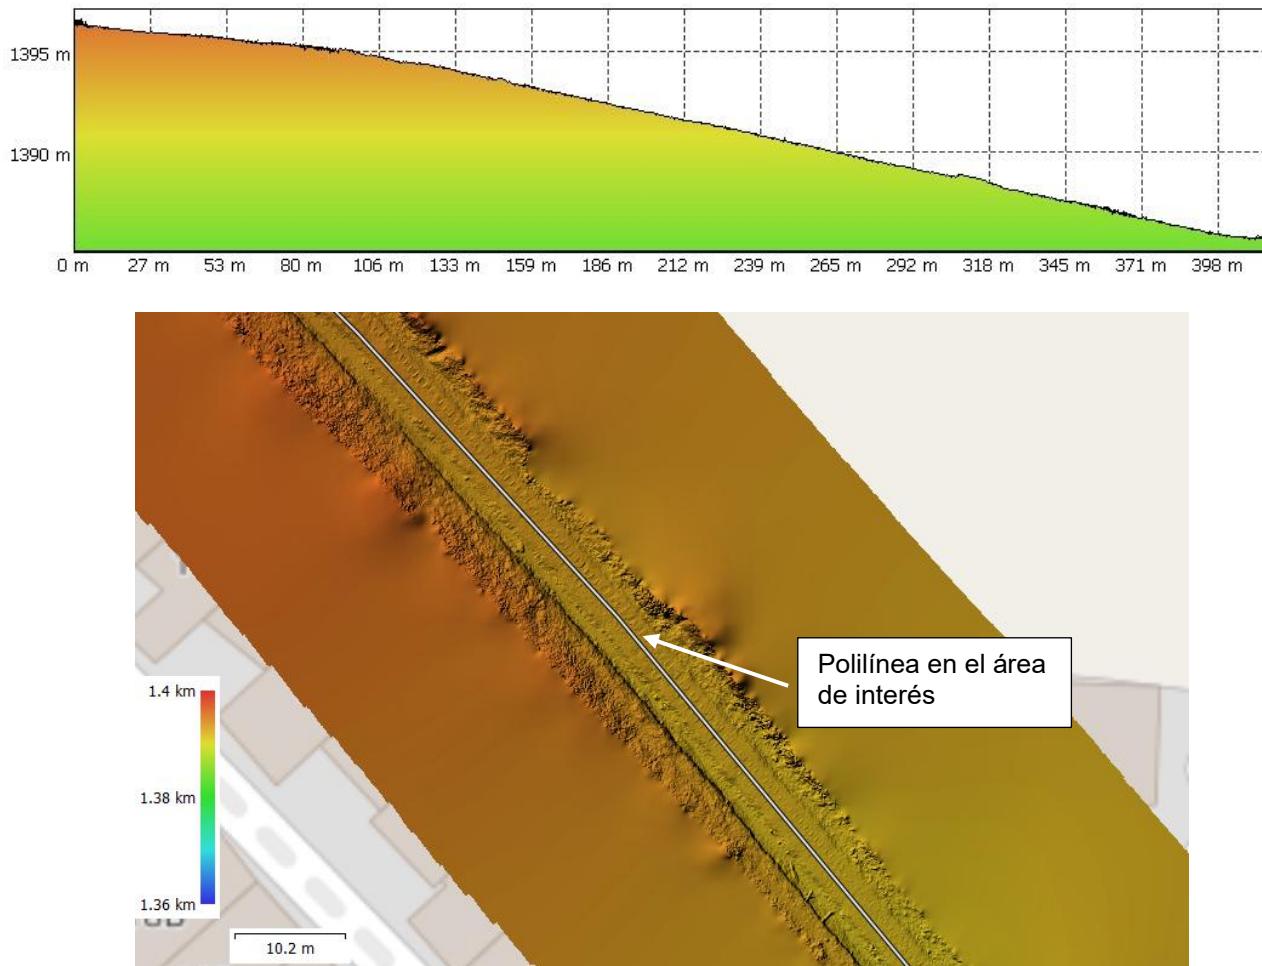 1395 m
1390 m
0 m 27 m 53 m 80 m 106 m 133 m 159 m 186 m 212 m 239 m 265 m 292 m 318 m 345 m 371 m 398 m
Polilínea en el área
de interés
1.4 km
1.38 km
1.36 km
10.2 m